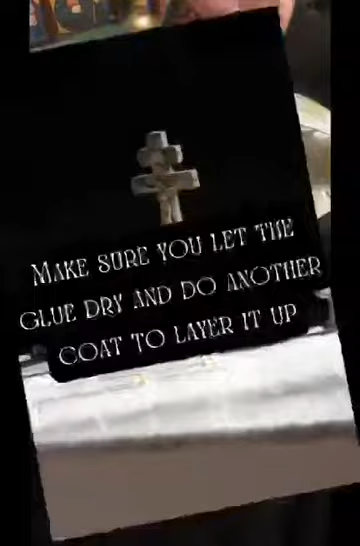 MAKE SURE YOU LET THE
GLUE DRY AND DO ANOTHER
COAT TO LAYER IT UP